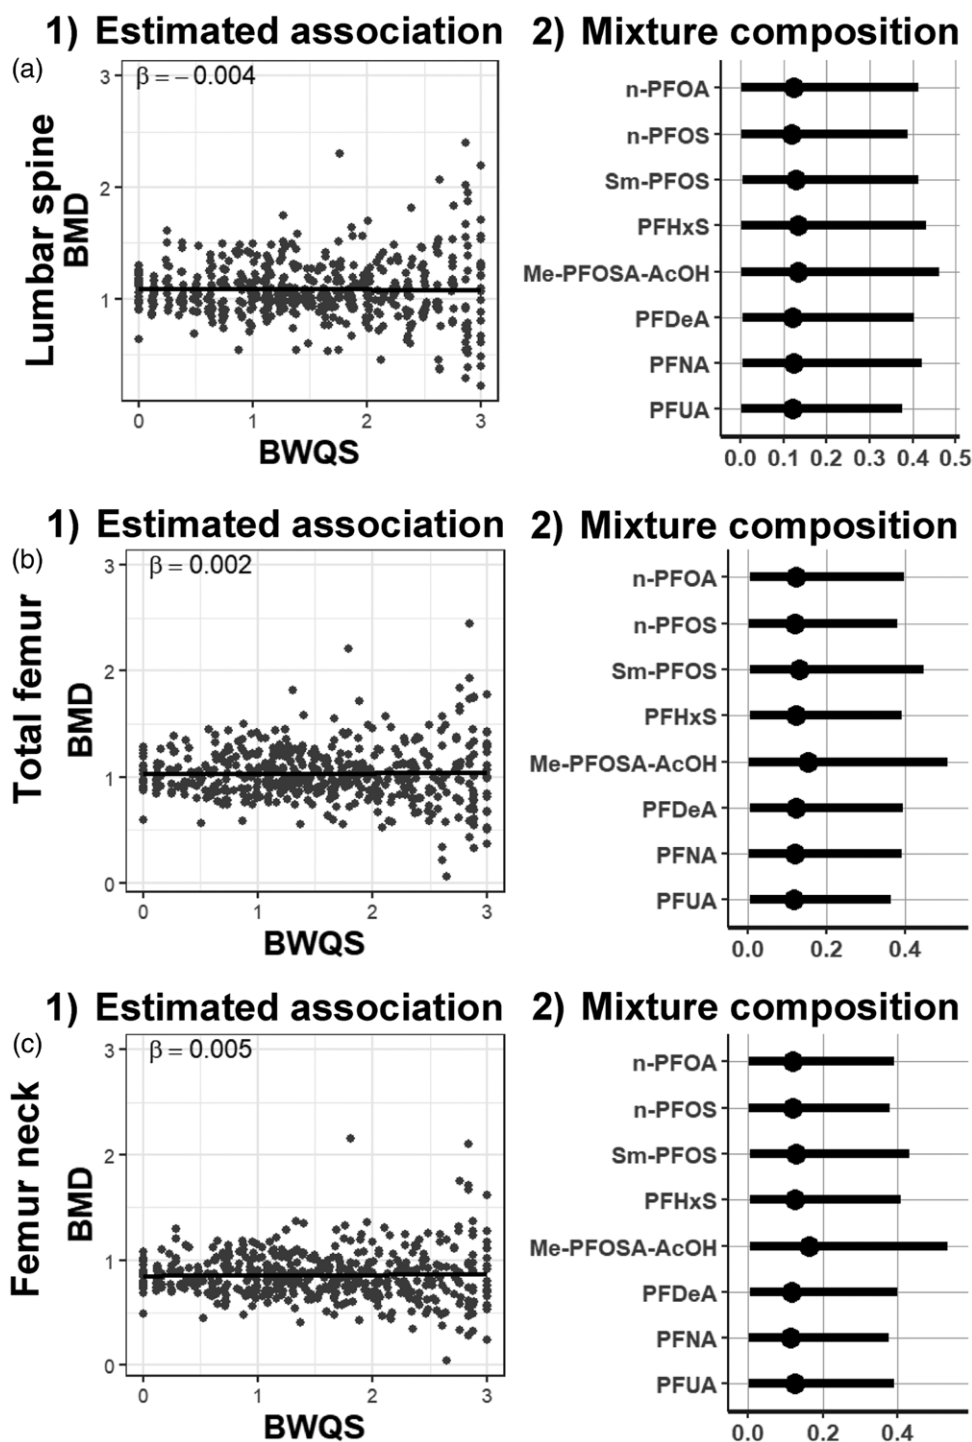 1) Estimated association 2) Mixture composition
(a)
Lumbar spine
BMD
β = − 0.004
3
2
1
0 1 2 3
BWQS
n-PFOA
n-PFOS
Sm-PFOS
PFHxS
Me-PFOSA-AcOH
PFDeA
PFNA
PFUA
0.0 0.1 0.2 0.3 0.4 0.5
1) Estimated association 2) Mixture composition
(b)
Total femur
BMD
β = 0.002
3
2
1
0
0 1 2 3
BWQS
n-PFOA
n-PFOS
Sm-PFOS
PFHxS
Me-PFOSA-AcOH
PFDeA
PFNA
PFUA
0.0 0.2 0.4
1) Estimated association 2) Mixture composition
(c)
Femur neck
BMD
β = 0.005
3
2
1
0
0 1 2 3
BWQS
n-PFOA
n-PFOS
Sm-PFOS
PFHxS
Me-PFOSA-AcOH
PFDeA
PFNA
PFUA
0.0 0.2 0.4